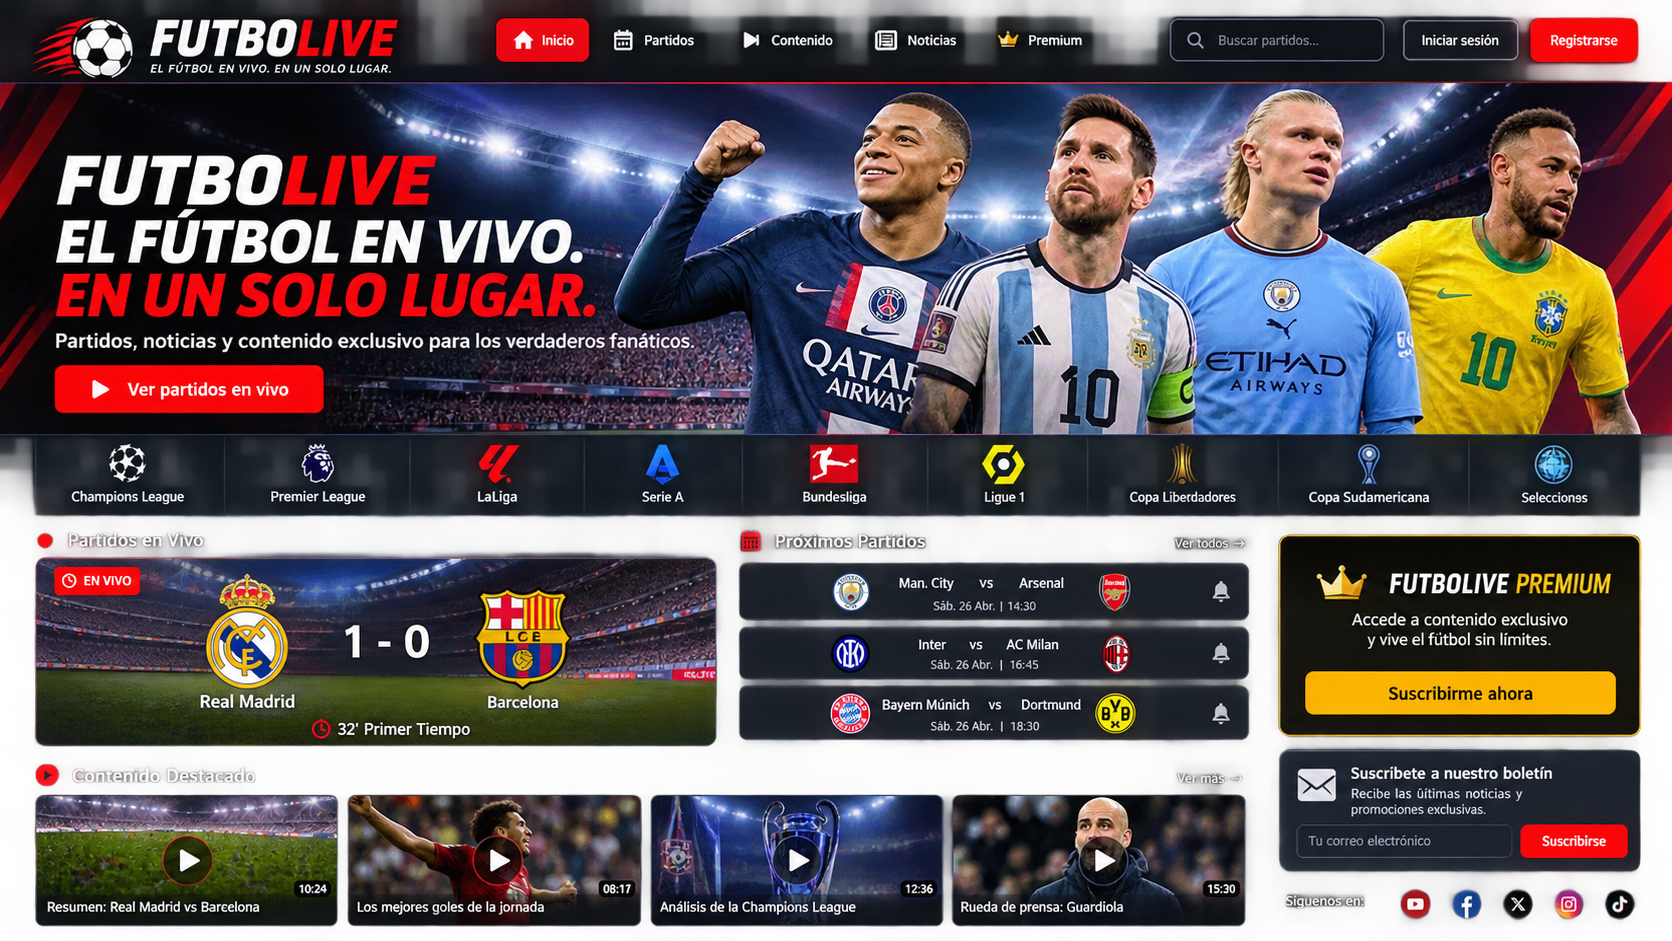 FUTBOLIVE
EL FÚTBOL EN VIVO. EN UN SOLO LUGAR.
Inicio
Partidos
Contenido
Noticias
Premium
Buscar partidos...
Iniciar sesión
Registrarse
FUTBOLIVE
EL FÚTBOL EN VIVO.
EN UN SOLO LUGAR.
Partidos, noticias y contenido exclusivo para los verdaderos fanáticos.
Ver partidos en vivo
QATAR
AIRWAYS
10
ETIHAD
AIRWAYS
10
Champions League
Premier League
LaLiga
Serie A
Bundesliga
Ligue 1
Copa Liberdadores
Copa Sudamericana
Selecciones
Partidos en Vivo
EN VIVO
1 - 0
LCE
Real Madrid
Barcelona
32' Primer Tiempo
Próximos Partidos
Ver todos →
Man. City vs Arsenal
Sáb. 26 Abr. | 14:30
Inter vs AC Milan
Sáb. 26 Abr. | 16:45
Bayern Múnich vs Dortmund
Sáb. 26 Abr. | 18:30
BVB
FUTBOLIVE PREMIUM
Accede a contenido exclusivo
y vive el fútbol sin límites.
Suscribirme ahora
Contenido Destacado
Ver más →
10:24
Resumen: Real Madrid vs Barcelona
08:17
Los mejores goles de la jornada
12:36
Análisis de la Champions League
15:30
Rueda de prensa: Guardiola
Suscribete a nuestro boletín
Recibe las últimas noticias y
promociones exclusivas.
Tu correo electrónico
Suscribirse
Síguenos en: